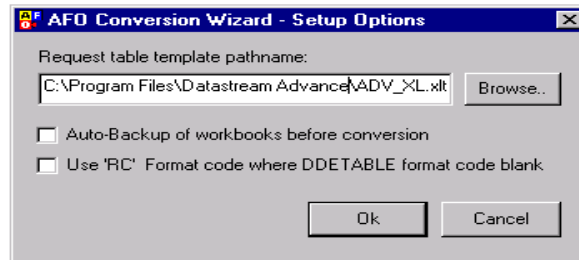 AFO Conversion Wizard - Setup Options
Request table template pathname:
C:\Program Files\Datastream Advance\ADV_XL.xlt
Browse..
Auto-Backup of workbooks before conversion
Use 'RC' Format code where DDETABLE format code blank
Ok
Cancel